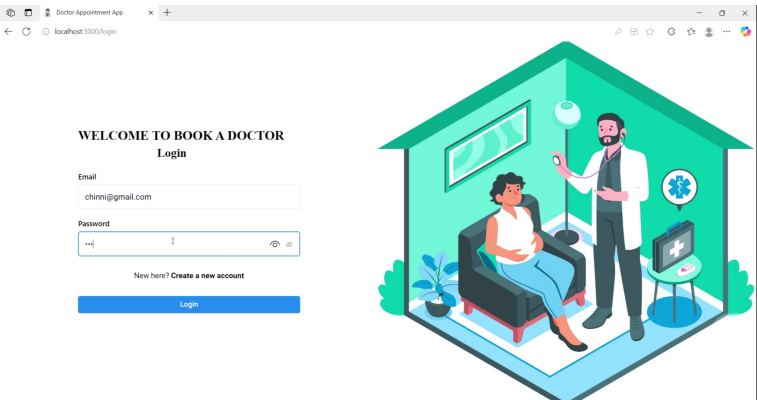 Doctor Appointment App
localhost:3000/login
WELCOME TO BOOK A DOCTOR
Login
Email
chinni@gmail.com
Password
•••
New here? Create a new account
Login